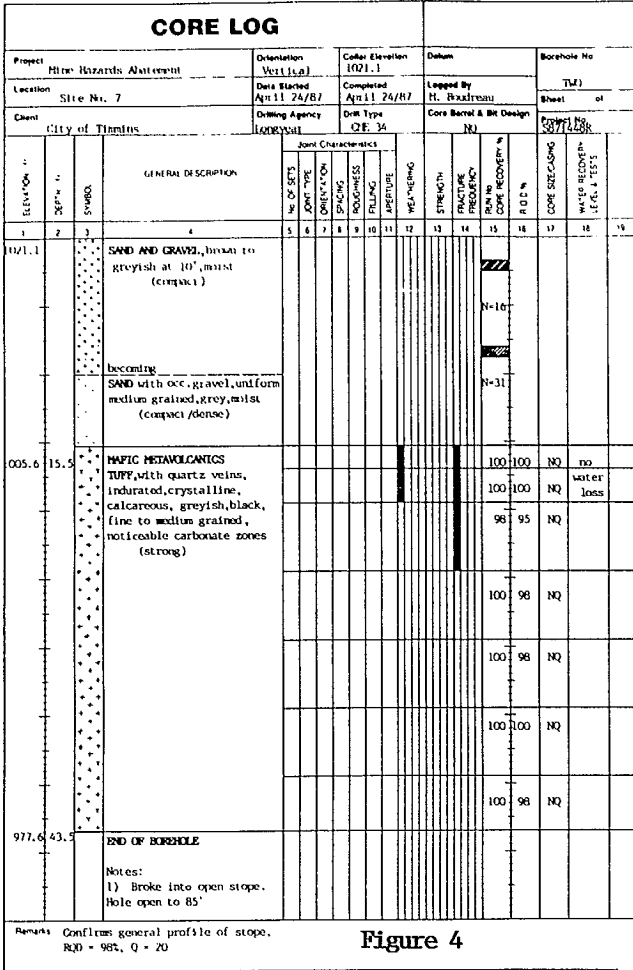 CORE LOG
Project
Mine Hazards Abatement
Orientation
Vertical
Collar Elevation
1021.1
Datum
Borehole No
Location
Site No. 7
Date Started
April 24/87
Completed
April 24/87
Logged By
H. Boudreau
Sheet of
Client
City of Timmins
Drilling Agency
Longyear
Drill Type
CME 34
Core Barrel & Bit Design
NQ
Project No.
S871448R
ELEVATION
DEPTH
SYMBOL
GENERAL DESCRIPTION
Joint Characteristics
No OF SETS
JOINT TYPE
ORIENTATION
SPACING
ROUGHNESS
FILLING
APERTURE
WEATHERING
STRENGTH
FRACTURE FREQUENCY
RUN No
CORE RECOVERY %
R Q D %
CORE SIZE/CASING
WATER RECOVERY
LEVEL & TESTS
1 2 3 4 5 6 7 8 9 10 11 12 13 14 15 16 17 18 19
1021.1
SAND AND GRAVEL, brown to
greyish at 10', moist
(compact)
N=16
becoming
SAND with occ. gravel, uniform
medium grained, grey, moist
(compact/dense)
N=31
005.6 15.5
MAFIC METAVOLCANICS
TUFF, with quartz veins,
indurated, crystalline,
calcareous, greyish, black,
fine to medium grained,
noticeable carbonate zones
(strong)
100 100 NQ no
100 100 NQ water
loss
98 95 NQ
100 98 NQ
100 98 NQ
100 100 NQ
100 98 NQ
977.6 43.5
END OF BOREHOLE
Notes:
1) Broke into open stope.
Hole open to 85'
Remarks Confirms general profile of stope,
RQD = 98%, Q = 20
Figure 4